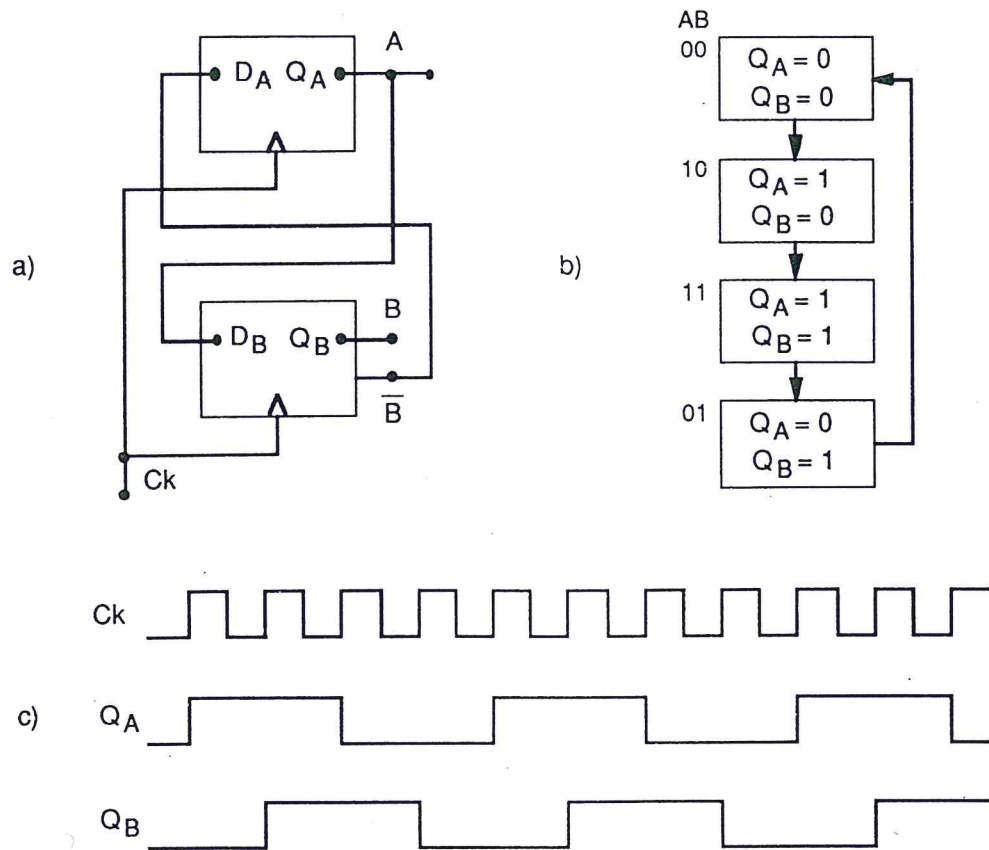 a)
A
D_A Q_A
B
D_B Q_B
B̅
Ck
b)
AB
00
Q_A = 0
Q_B = 0
10
Q_A = 1
Q_B = 0
11
Q_A = 1
Q_B = 1
01
Q_A = 0
Q_B = 1
c)
Ck
Q_A
Q_B